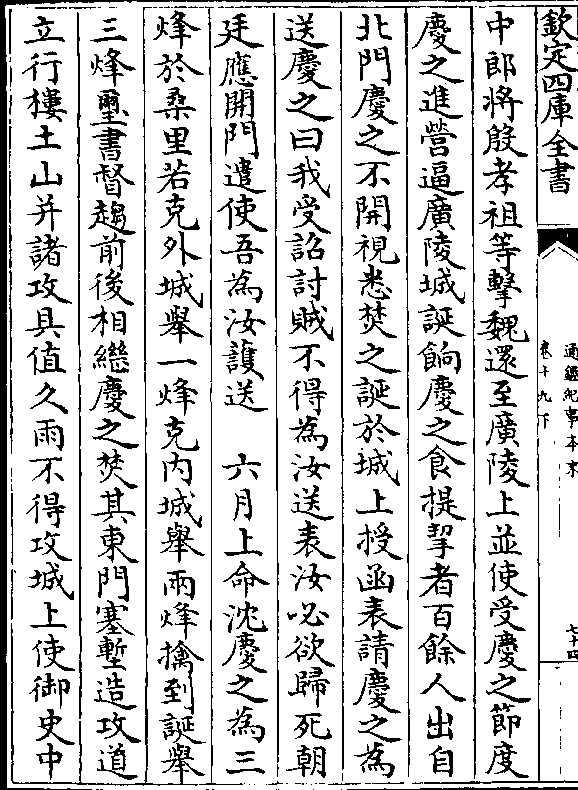 欽定四庫全書
通鑑紀事本末
卷十九下
七十四
中郎將殷孝祖等擊魏還至廣陵上並使受慶之節度
慶之進營逼廣陵城誕餉慶之食提挈者百餘人出自
北門慶之不開視悉焚之誕於城上授函表請慶之為
送慶之曰我受詔討賊不得為汝送表汝必欲歸死朝
廷應開門遣使吾為汝護送　六月上命沈慶之為三
烽於桑里若克外城舉一烽克内城舉兩烽擒到誕舉
三烽璽書督趨前後相繼慶之焚其東門塞塹造攻道
立行樓土山并諸攻具值久雨不得攻城上使御史中